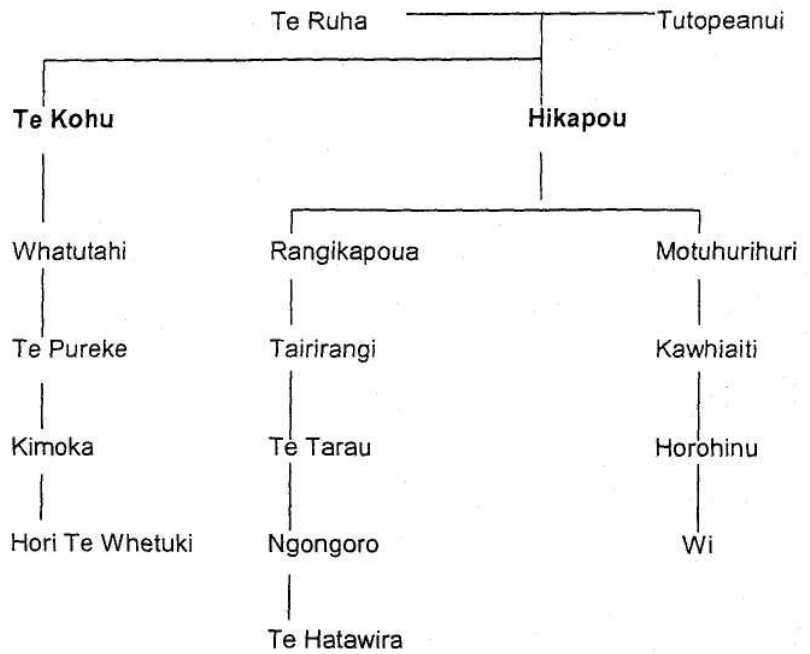 Te Ruha Tutopeanui
Te Kohu Hikapou
Whatutahi Rangikapoua Motuhurihuri
Te Pureke Tairirangi Kawhiaiti
Kimoka Te Tarau Horohinu
Hori Te Whetuki Ngongoro Wi
Te Hatawira